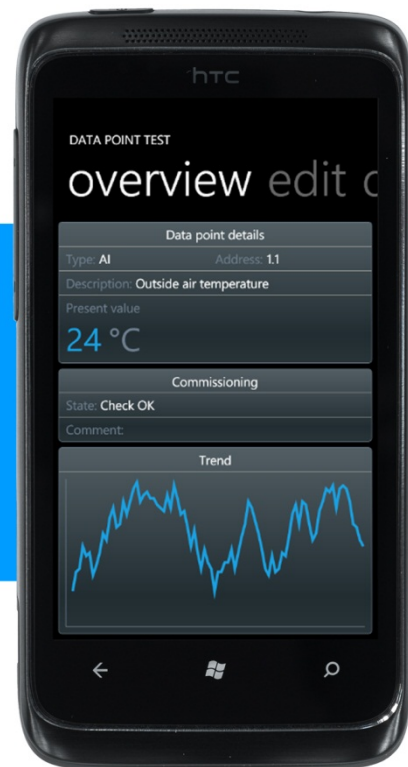 hTC
DATA POINT TEST
overview edit c
Data point details
Type: AI Address: 1.1
Description: Outside air temperature
Present value
24 °C
Commissioning
State: Check OK
Comment:
Trend